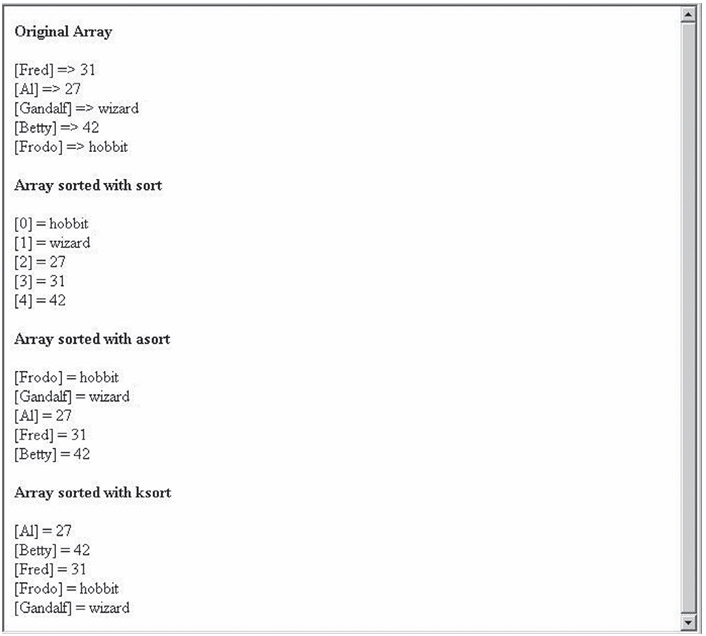 Original Array
[Fred] => 31
[Al] => 27
[Gandalf] => wizard
[Betty] => 42
[Frodo] => hobbit
Array sorted with sort
[0] = hobbit
[1] = wizard
[2] = 27
[3] = 31
[4] = 42
Array sorted with asort
[Frodo] = hobbit
[Gandalf] = wizard
[Al] = 27
[Fred] = 31
[Betty] = 42
Array sorted with ksort
[Al] = 27
[Betty] = 42
[Fred] = 31
[Frodo] = hobbit
[Gandalf] = wizard